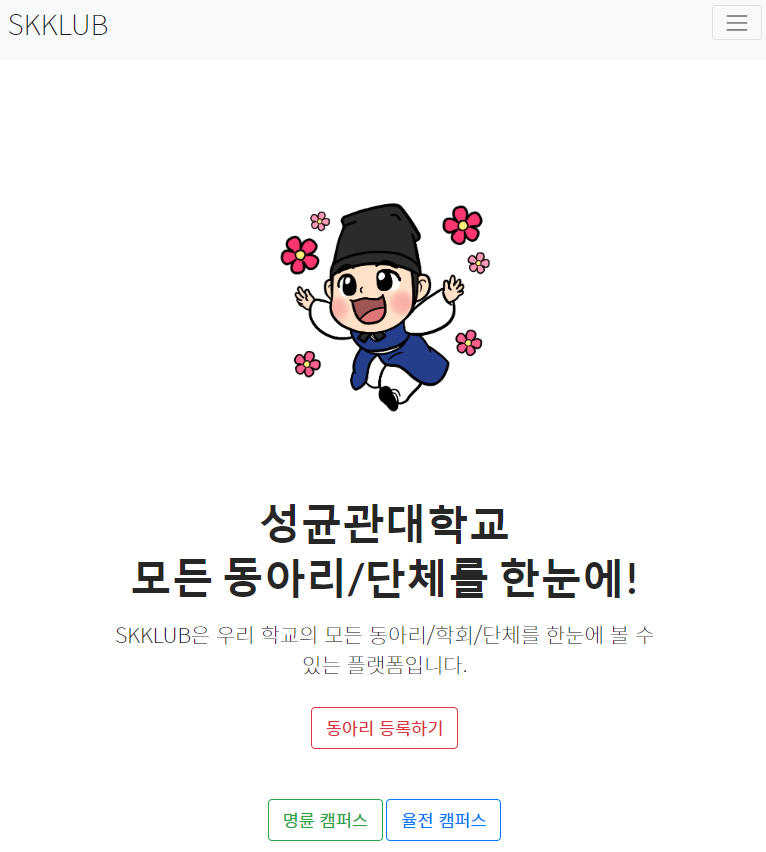 SKKLUB
성균관대학교
모든 동아리/단체를 한눈에!
SKKLUB은 우리 학교의 모든 동아리/학회/단체를 한눈에 볼 수
있는 플랫폼입니다.
동아리 등록하기
명륜 캠퍼스 율전 캠퍼스